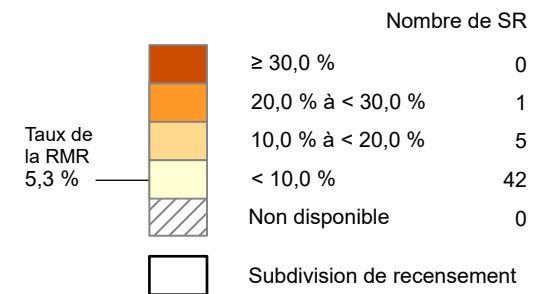 Nombre de SR
≥ 30,0 % 0
20,0 % à < 30,0 % 1
10,0 % à < 20,0 % 5
Taux de
la RMR
5,3 %
< 10,0 % 42
Non disponible 0
Subdivision de recensement